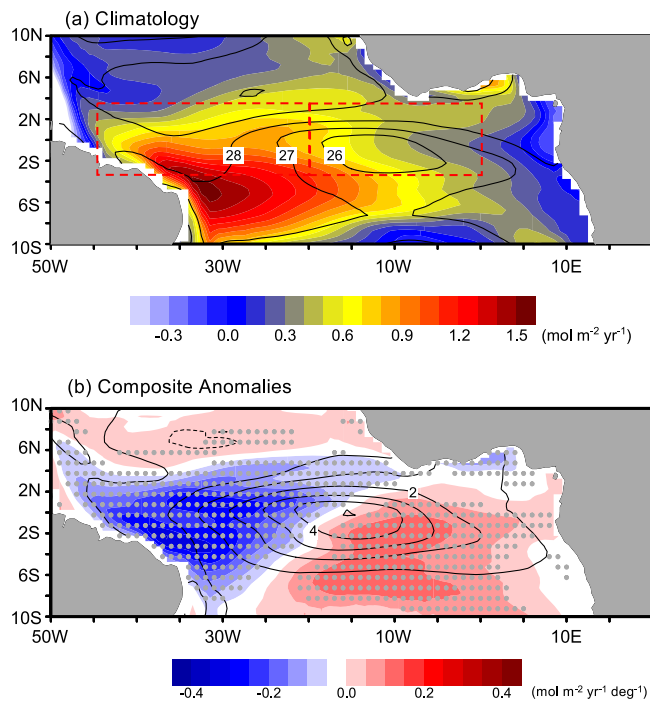 (a) Climatology
10N
6N
2N
2S
6S
10S
28
27
26
50W
30W
10W
10E
-0.3
0.0
0.3
0.6
0.9
1.2
1.5
(mol m⁻² yr⁻¹)
(b) Composite Anomalies
10N
6N
2N
2S
6S
10S
2
4
50W
30W
10W
10E
-0.4
-0.2
0.0
0.2
0.4
(mol m⁻² yr⁻¹ deg⁻¹)